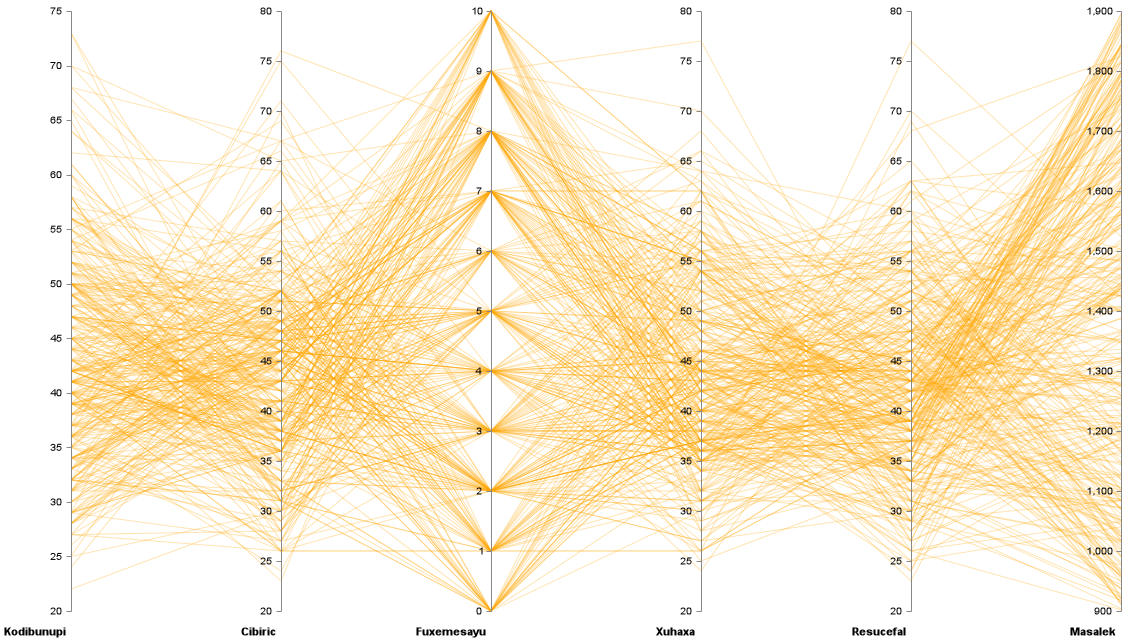 75 80 10 80 80 1,900
70 75 9 75 75 1,800
65 70 8 70 70 1,700
60 65 7 65 65 1,600
55 60 6 60 60 1,500
50 55 5 55 55 1,400
45 50 4 50 50 1,300
40 45 3 45 45 1,200
35 40 2 40 40 1,100
30 35 1 35 35 1,000
25 30 0 30 30 900
20 25 25 25
20 20 20
Kodibunupi Cibiric Fuxemesayu Xuhaxa Resucefal Masalek